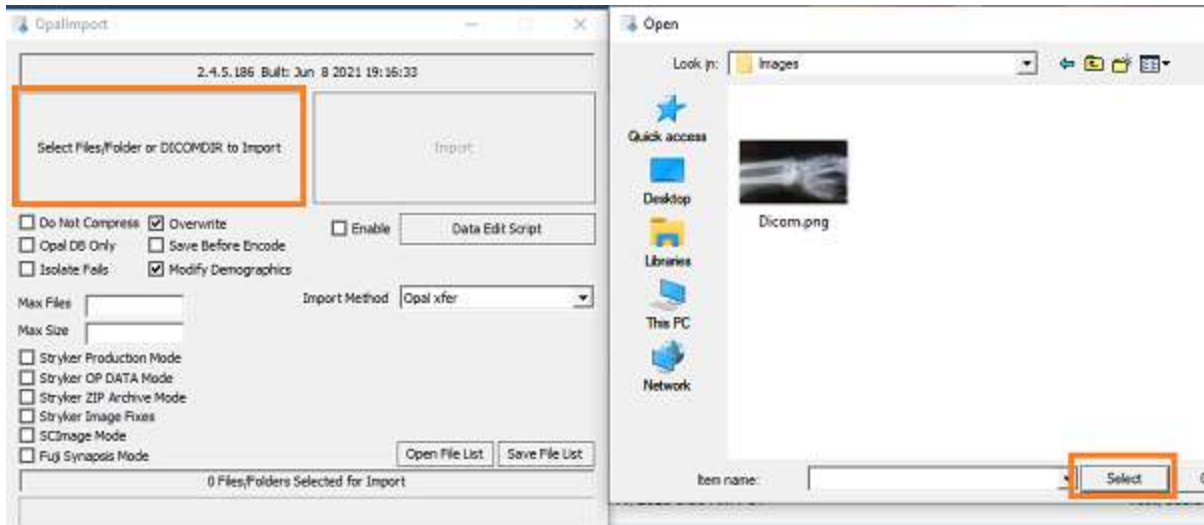 OpalImport
2.4.5.186 Built: Jun 8 2021 19:16:33
Select Files/Folder or DICOMDIR to Import
Import
Do Not Compress
Overwrite
Enable
Data Edit Script
Opal DB Only
Save Before Encode
Isolate Fails
Modify Demographics
Max Files
Import Method
Opal xfer
Max Size
Stryker Production Mode
Stryker OP DATA Mode
Stryker ZIP Archive Mode
Stryker Image Fixes
SCImage Mode
Fuji Synapsis Mode
Open File List
Save File List
0 Files/Folders Selected for Import
Open
Look in:
Images
Quick access
Desktop
Libraries
This PC
Network
Dicom.png
Item name:
Select